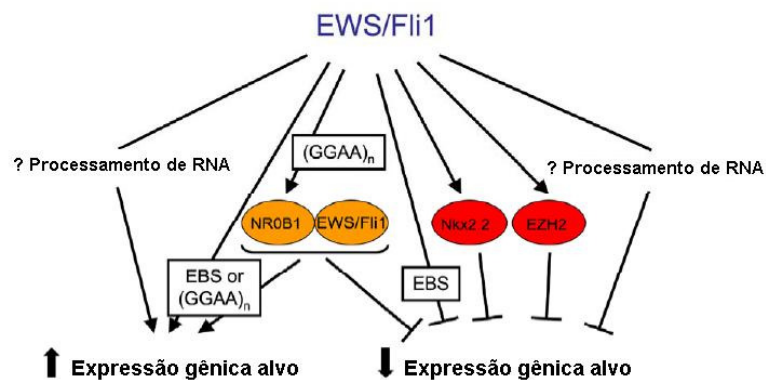 EWS/Fli1
(GGAA)n
? Processamento de RNA
? Processamento de RNA
NR0B1
EWS/Fli1
Nkx2.2
EZH2
EBS or
(GGAA)n
EBS
Expressão gênica alvo
Expressão gênica alvo